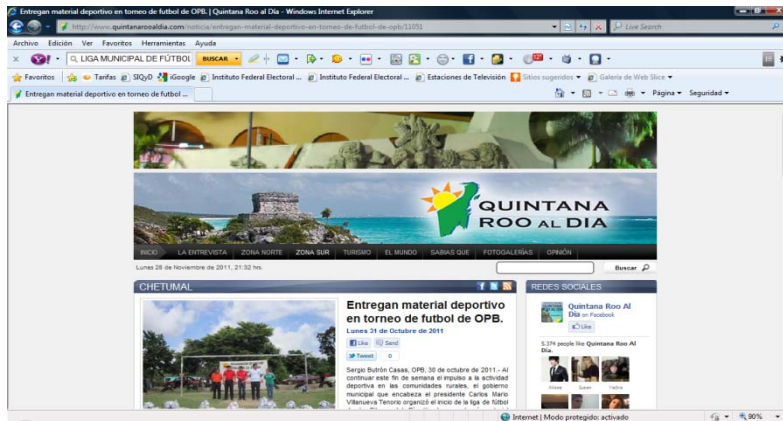 Entregan material deportivo en torneo de futbol de OPB. | Quintana Roo al Día - Windows Internet Explorer
http://www.quintanarooaldia.com/noticia/entregan-material-deportivo-en-torneo-de-futbol-de-opb/11051
Live Search
Archivo Edición Ver Favoritos Herramientas Ayuda
LIGA MUNICIPAL DE FÚTBOL BUSCAR
Favoritos Tarifas SIQyD iGoogle Instituto Federal Electoral ... Instituto Federal Electoral ... Estaciones de Televisión Sitios sugeridos Galería de Web Slice
Entregan material deportivo en torneo de futbol ...
Página Seguridad
QUINTANA
ROO AL DIA
INICIO LA ENTREVISTA ZONA NORTE ZONA SUR TURISMO EL MUNDO SABIAS QUE FOTOGALERÍAS OPINIÓN
Lunes 28 de Noviembre de 2011, 21:32 hrs.
Buscar
CHETUMAL
Entregan material deportivo
en torneo de futbol de OPB.
Lunes 31 de Octubre de 2011
Like Send
Tweet 0
Sergio Butrón Casas, OPB, 30 de octubre de 2011.- Al
continuar este fin de semana el impulso a la actividad
deportiva en las comunidades rurales, el gobierno
municipal que encabeza el presidente Carlos Mario
Villanueva Tenorio organizó el inicio de la liga de fútbol
REDES SOCIALES
Quintana Roo Al
Día on Facebook
Like
5,374 people like Quintana Roo Al
Día.
Internet | Modo protegido: activado
90%